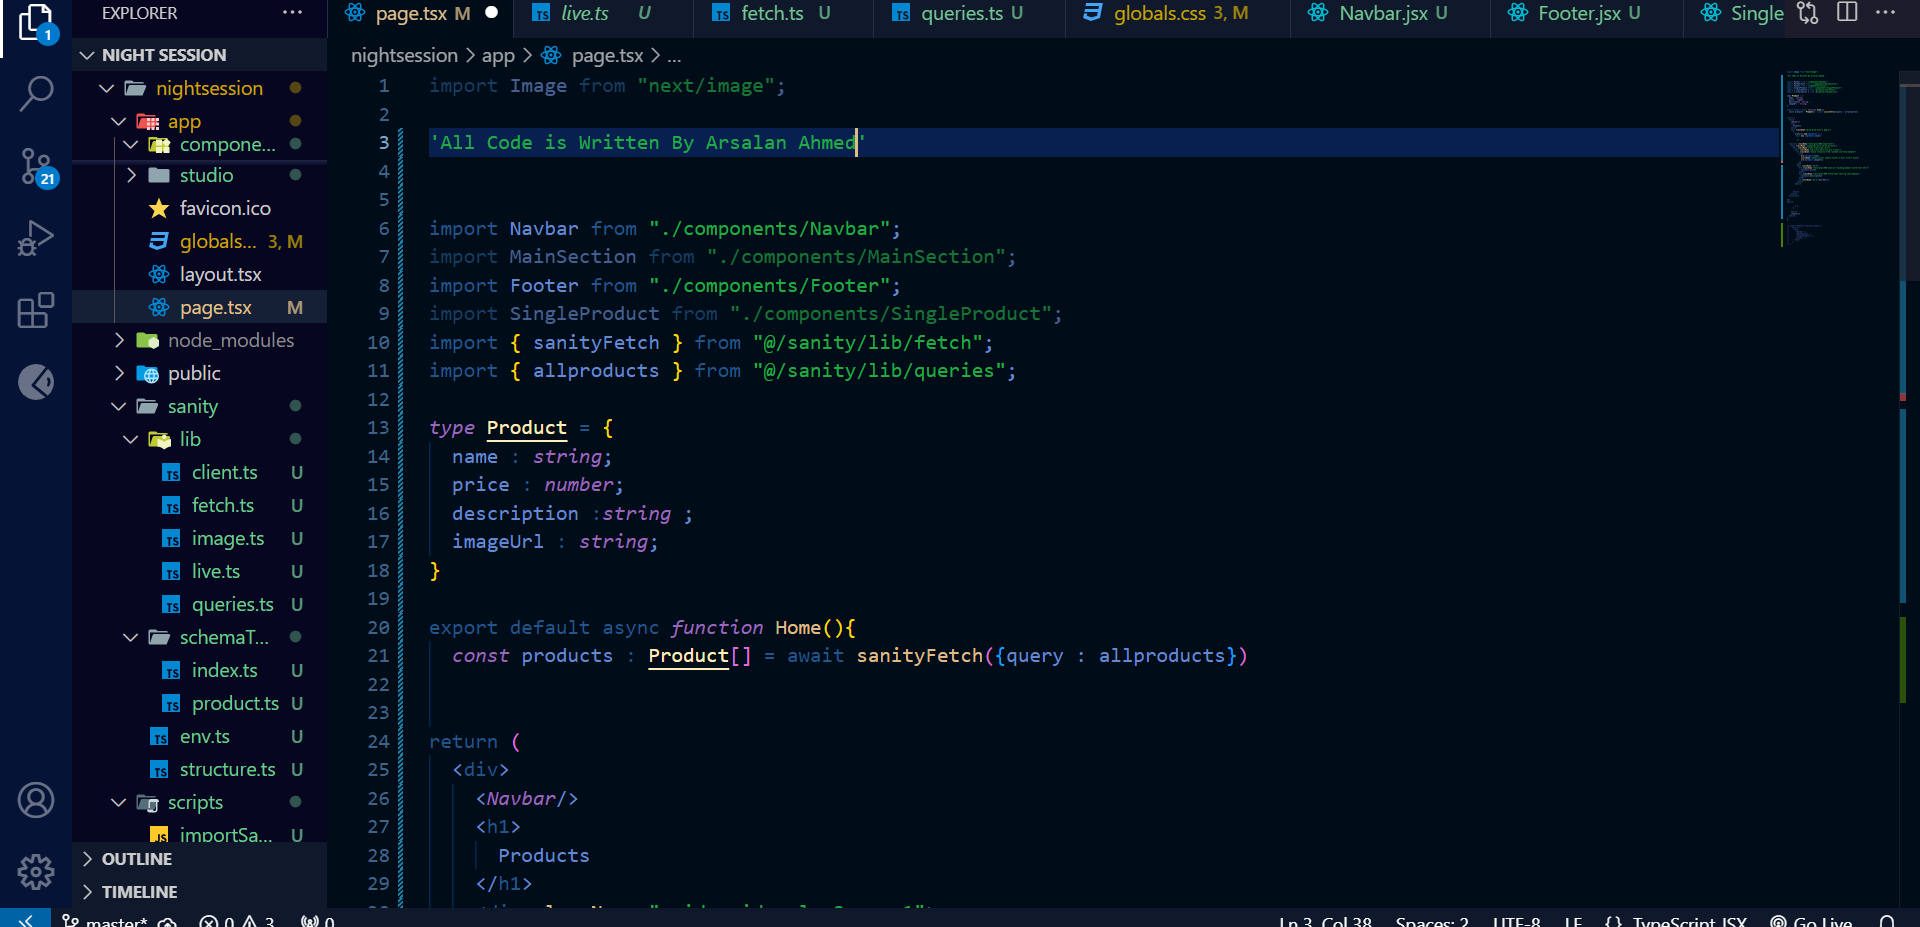 EXPLORER
NIGHT SESSION
nightsession
app
compone...
studio
favicon.ico
globals... 3, M
layout.tsx
page.tsx M
node_modules
public
sanity
lib
client.ts U
fetch.ts U
image.ts U
live.ts U
queries.ts U
schemaT...
index.ts U
product.ts U
env.ts U
structure.ts U
scripts
importSa... U
OUTLINE
TIMELINE
1
21
page.tsx M
live.ts U
fetch.ts U
queries.ts U
globals.css 3, M
Navbar.jsx U
Footer.jsx U
Single
nightsession > app > page.tsx > ...
1 import Image from "next/image";
2
3 'All Code is Written By Arsalan Ahmed'
4
5
6 import Navbar from "./components/Navbar";
7 import MainSection from "./components/MainSection";
8 import Footer from "./components/Footer";
9 import SingleProduct from "./components/SingleProduct";
10 import { sanityFetch } from "@/sanity/lib/fetch";
11 import { allproducts } from "@/sanity/lib/queries";
12
13 type Product = {
14 name : string;
15 price : number;
16 description :string ;
17 imageUrl : string;
18 }
19
20 export default async function Home(){
21 const products : Product[] = await sanityFetch({query : allproducts})
22
23
24 return (
25 <div>
26 <Navbar/>
27 <h1>
28 Products
29 </h1>
master* 0 3 0
Ln 3, Col 38 Spaces: 2 UTF-8 LF {} TypeScript JSX Go Live